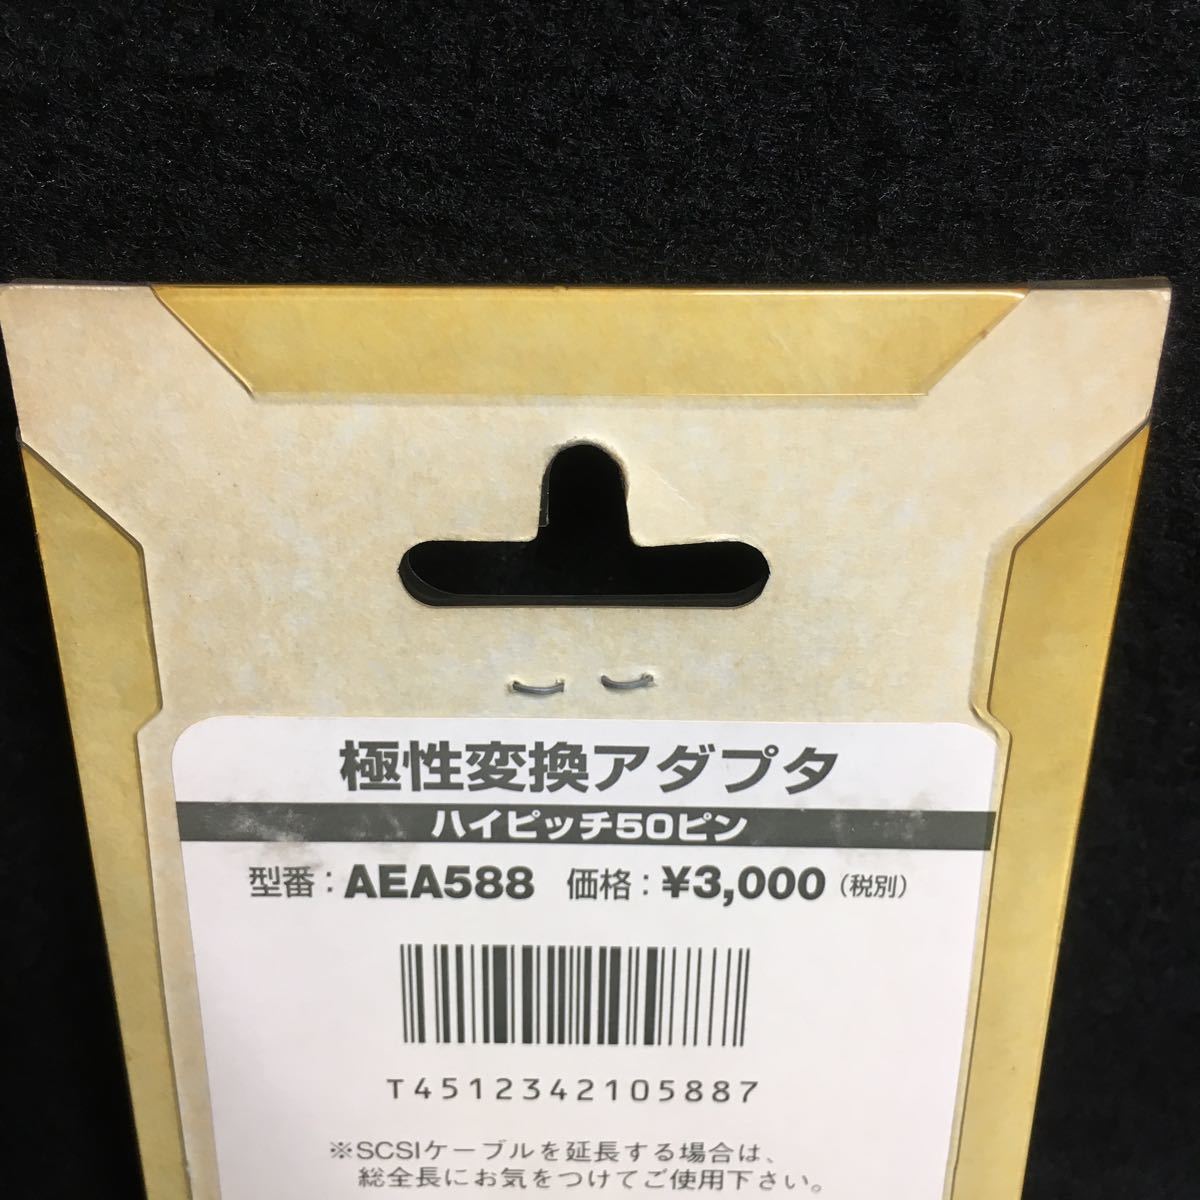 極性変換アダプタ
ハイピッチ50ピン
型番：AEA588 価格：¥3,000（税別）
T4512342105887
※SCSIケーブルを延長する場合は、
総全長にお気をつけてご使用下さい。